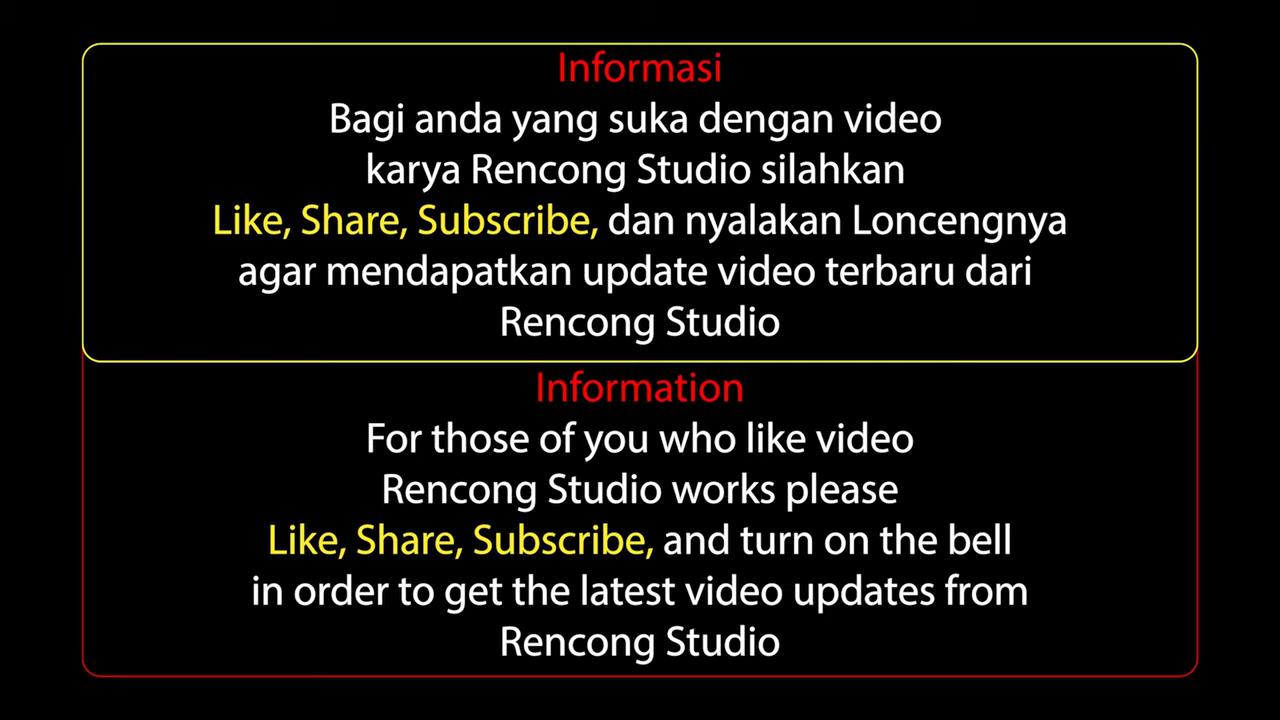 Informasi
Bagi anda yang suka dengan video
karya Rencong Studio silahkan
Like, Share, Subscribe, dan nyalakan Loncengnya
agar mendapatkan update video terbaru dari
Rencong Studio
Information
For those of you who like video
Rencong Studio works please
Like, Share, Subscribe, and turn on the bell
in order to get the latest video updates from
Rencong Studio